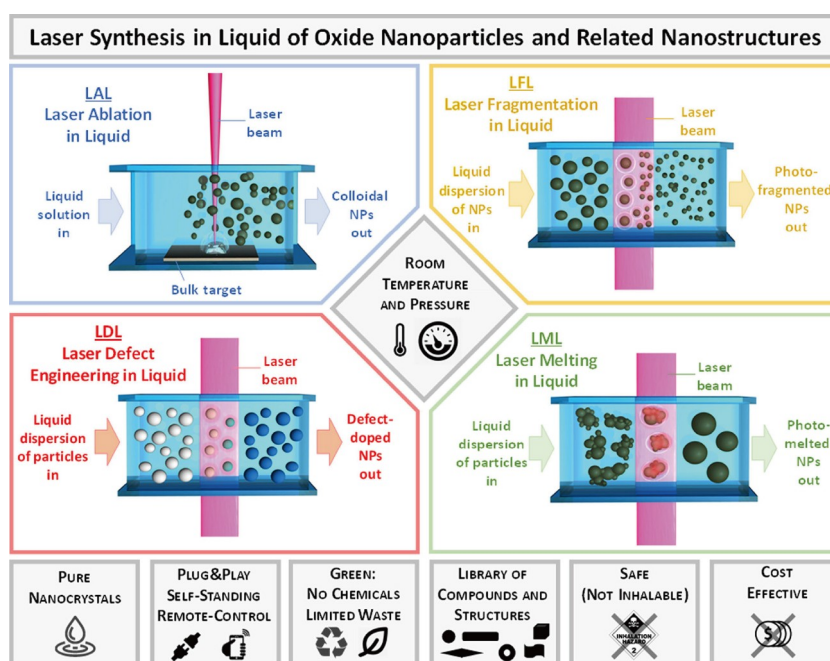 Laser Synthesis in Liquid of Oxide Nanoparticles and Related Nanostructures
LAL
Laser Ablation
in Liquid
Laser
beam
Liquid
solution
in
Colloidal
NPs
out
Bulk target
LFL
Laser Fragmentation
in Liquid
Laser
beam
Liquid
dispersion
of NPs
in
Photo-
fragmented
NPs
out
ROOM
TEMPERATURE
AND PRESSURE
LDL
Laser Defect
Engineering in Liquid
Laser
beam
Liquid
dispersion
of particles
in
Defect-
doped
NPs
out
LML
Laser Melting
in Liquid
Laser
beam
Liquid
dispersion
of particles
in
Photo-
melted
NPs
out
PURE
NANOCRYSTALS
PLUG&PLAY
SELF-STANDING
REMOTE-CONTROL
GREEN:
NO CHEMICALS
LIMITED WASTE
LIBRARY OF
COMPOUNDS AND
STRUCTURES
SAFE
(NOT INHALABLE)
INHALATION
HAZARD
2
COST
EFFECTIVE
$